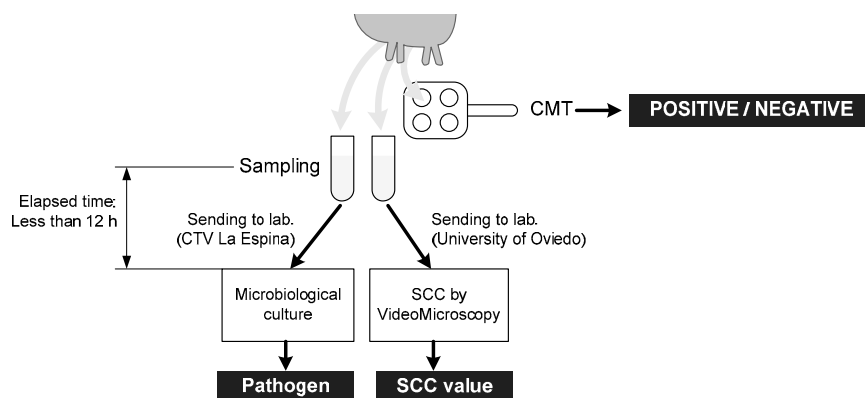 CMT
POSITIVE / NEGATIVE
Sampling
Elapsed time:
Less than 12 h
Sending to lab.
(CTV La Espina)
Sending to lab.
(University of Oviedo)
Microbiological
culture
SCC by
VideoMicroscopy
Pathogen
SCC value